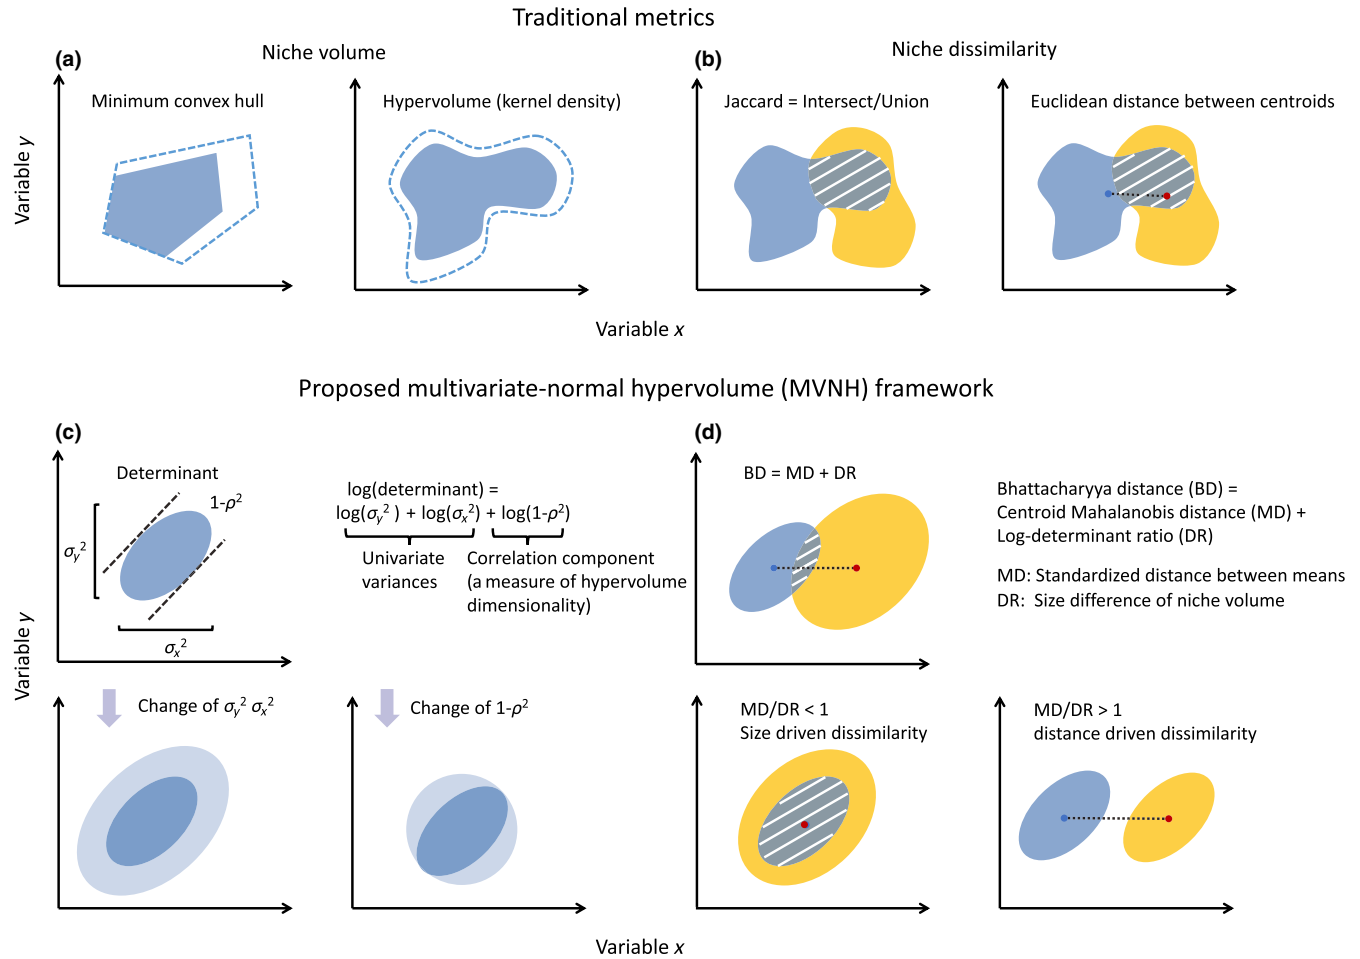 Traditional metrics
(a)
Niche volume
Minimum convex hull
Hypervolume (kernel density)
(b)
Niche dissimilarity
Jaccard = Intersect/Union
Euclidean distance between centroids
Variable y
Variable x
Proposed multivariate-normal hypervolume (MVNH) framework
(c)
Determinant
1-ρ²
σy²
σx²
log(determinant) =
log(σy² ) + log(σx²) + log(1-ρ²)
Univariate
variances
Correlation component
(a measure of hypervolume
dimensionality)
(d)
BD = MD + DR
Bhattacharyya distance (BD) =
Centroid Mahalanobis distance (MD) +
Log-determinant ratio (DR)
MD: Standardized distance between means
DR: Size difference of niche volume
Variable y
Change of σy² σx²
Change of 1-ρ²
MD/DR < 1
Size driven dissimilarity
MD/DR > 1
distance driven dissimilarity
Variable x